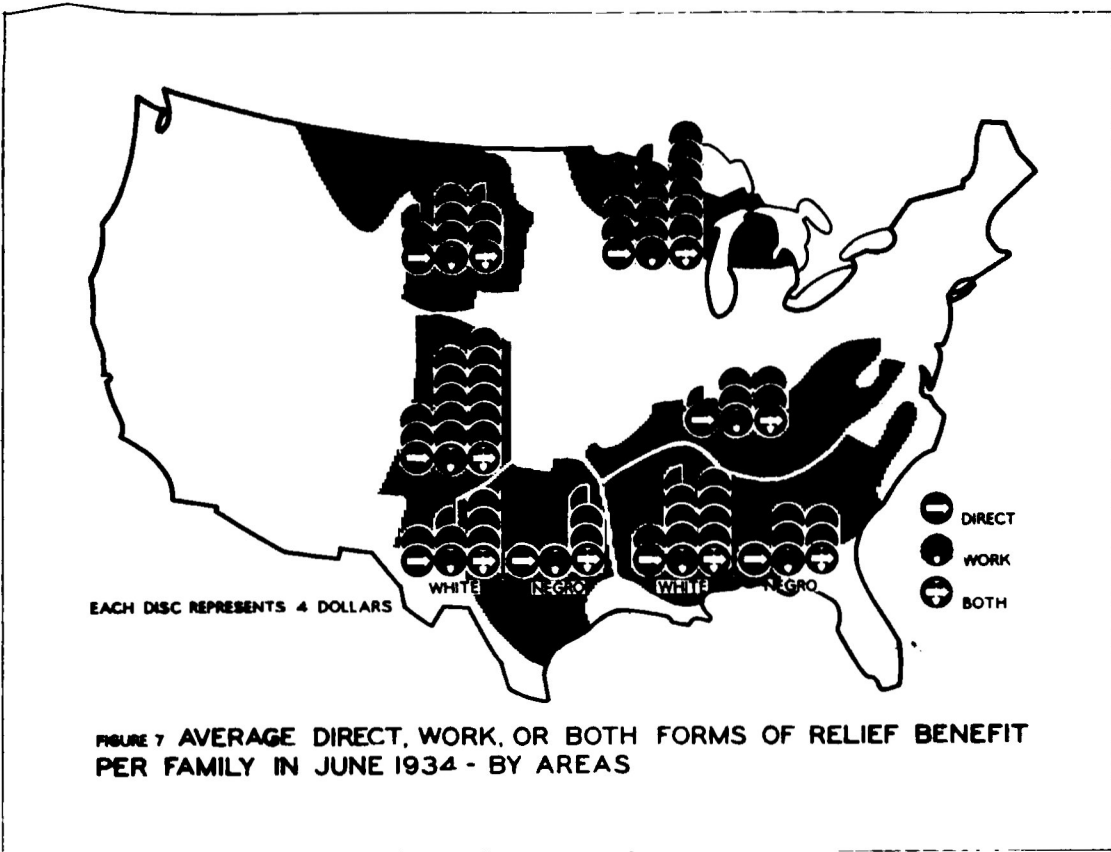 DIRECT
WORK
BOTH
WHITE NEGRO WHITE NEGRO
EACH DISC REPRESENTS 4 DOLLARS
FIGURE 7 AVERAGE DIRECT, WORK, OR BOTH FORMS OF RELIEF BENEFIT
PER FAMILY IN JUNE 1934 - BY AREAS